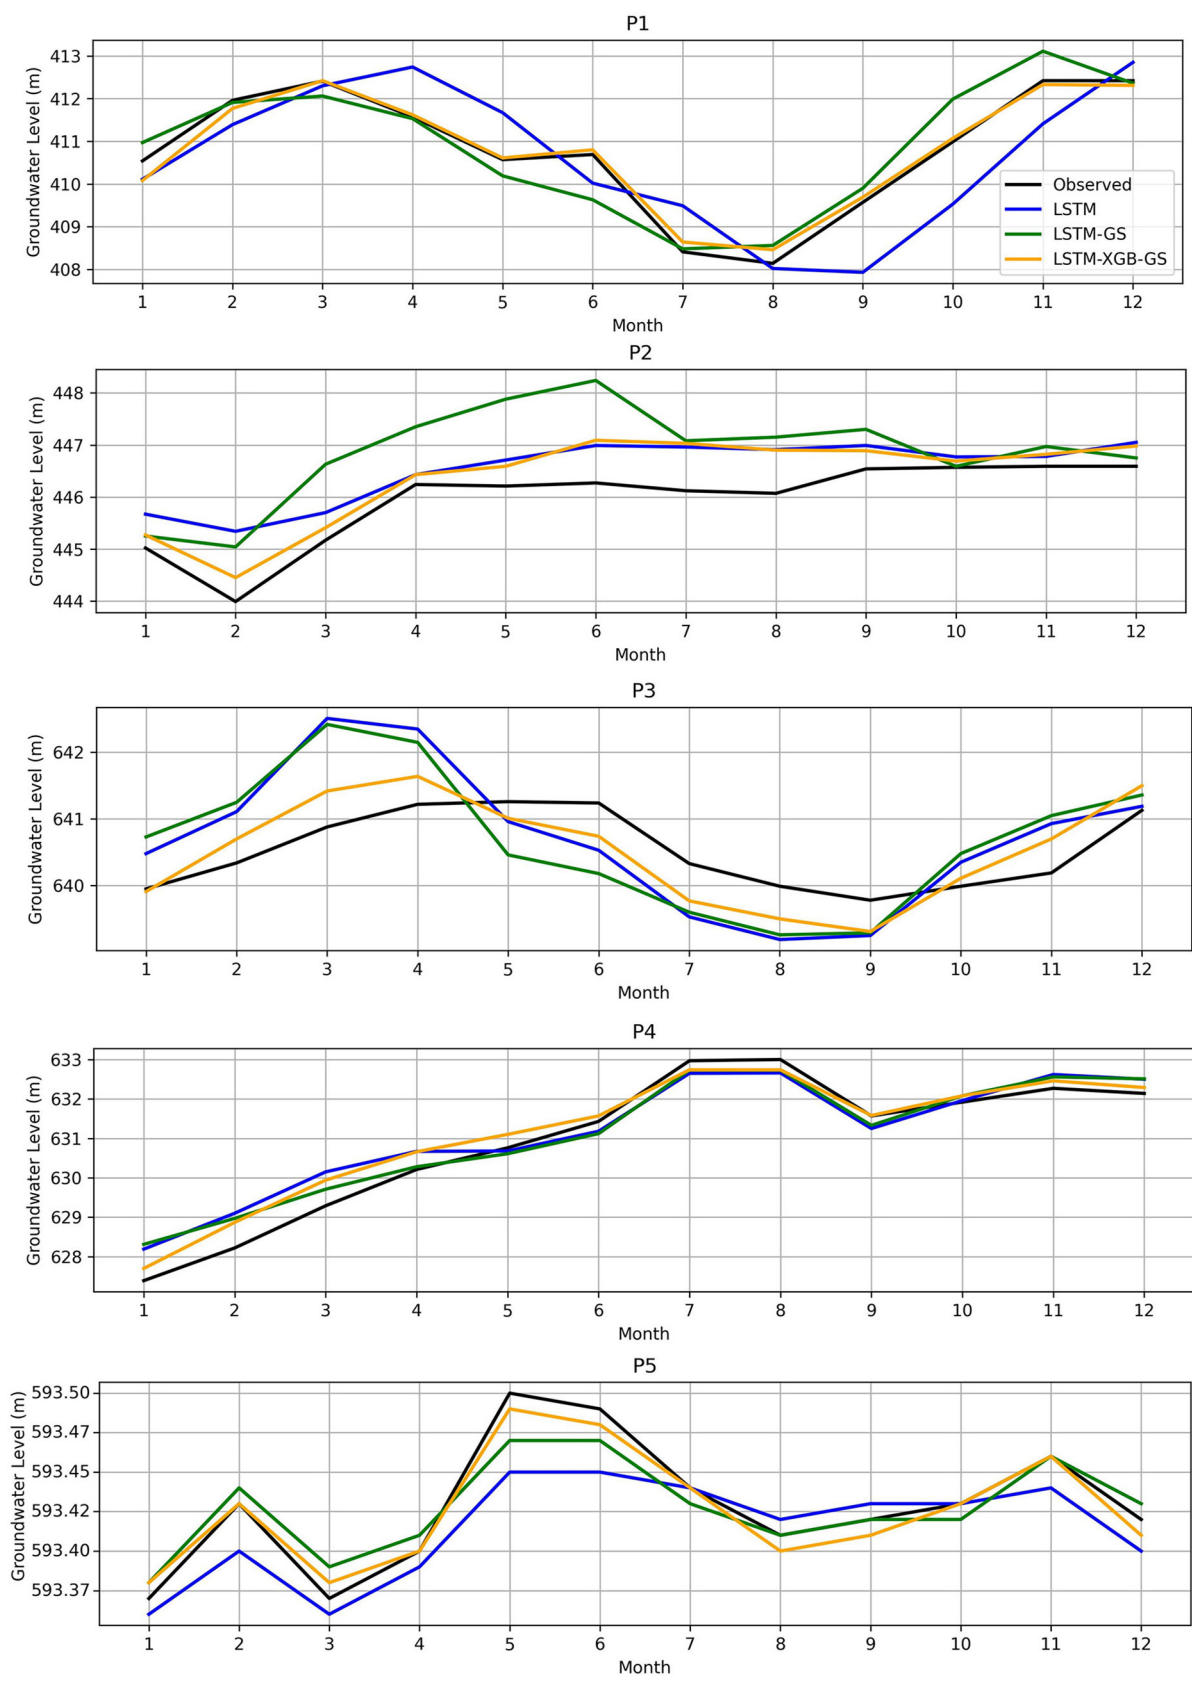 P1
Groundwater Level (m)
413
412
411
410
409
408
Observed
LSTM
LSTM-GS
LSTM-XGB-GS
1 2 3 4 5 6 7 8 9 10 11 12
Month
P2
Groundwater Level (m)
448
447
446
445
444
1 2 3 4 5 6 7 8 9 10 11 12
Month
P3
Groundwater Level (m)
642
641
640
1 2 3 4 5 6 7 8 9 10 11 12
Month
P4
Groundwater Level (m)
633
632
631
630
629
628
1 2 3 4 5 6 7 8 9 10 11 12
Month
P5
Groundwater Level (m)
593.50
593.47
593.45
593.42
593.40
593.37
1 2 3 4 5 6 7 8 9 10 11 12
Month